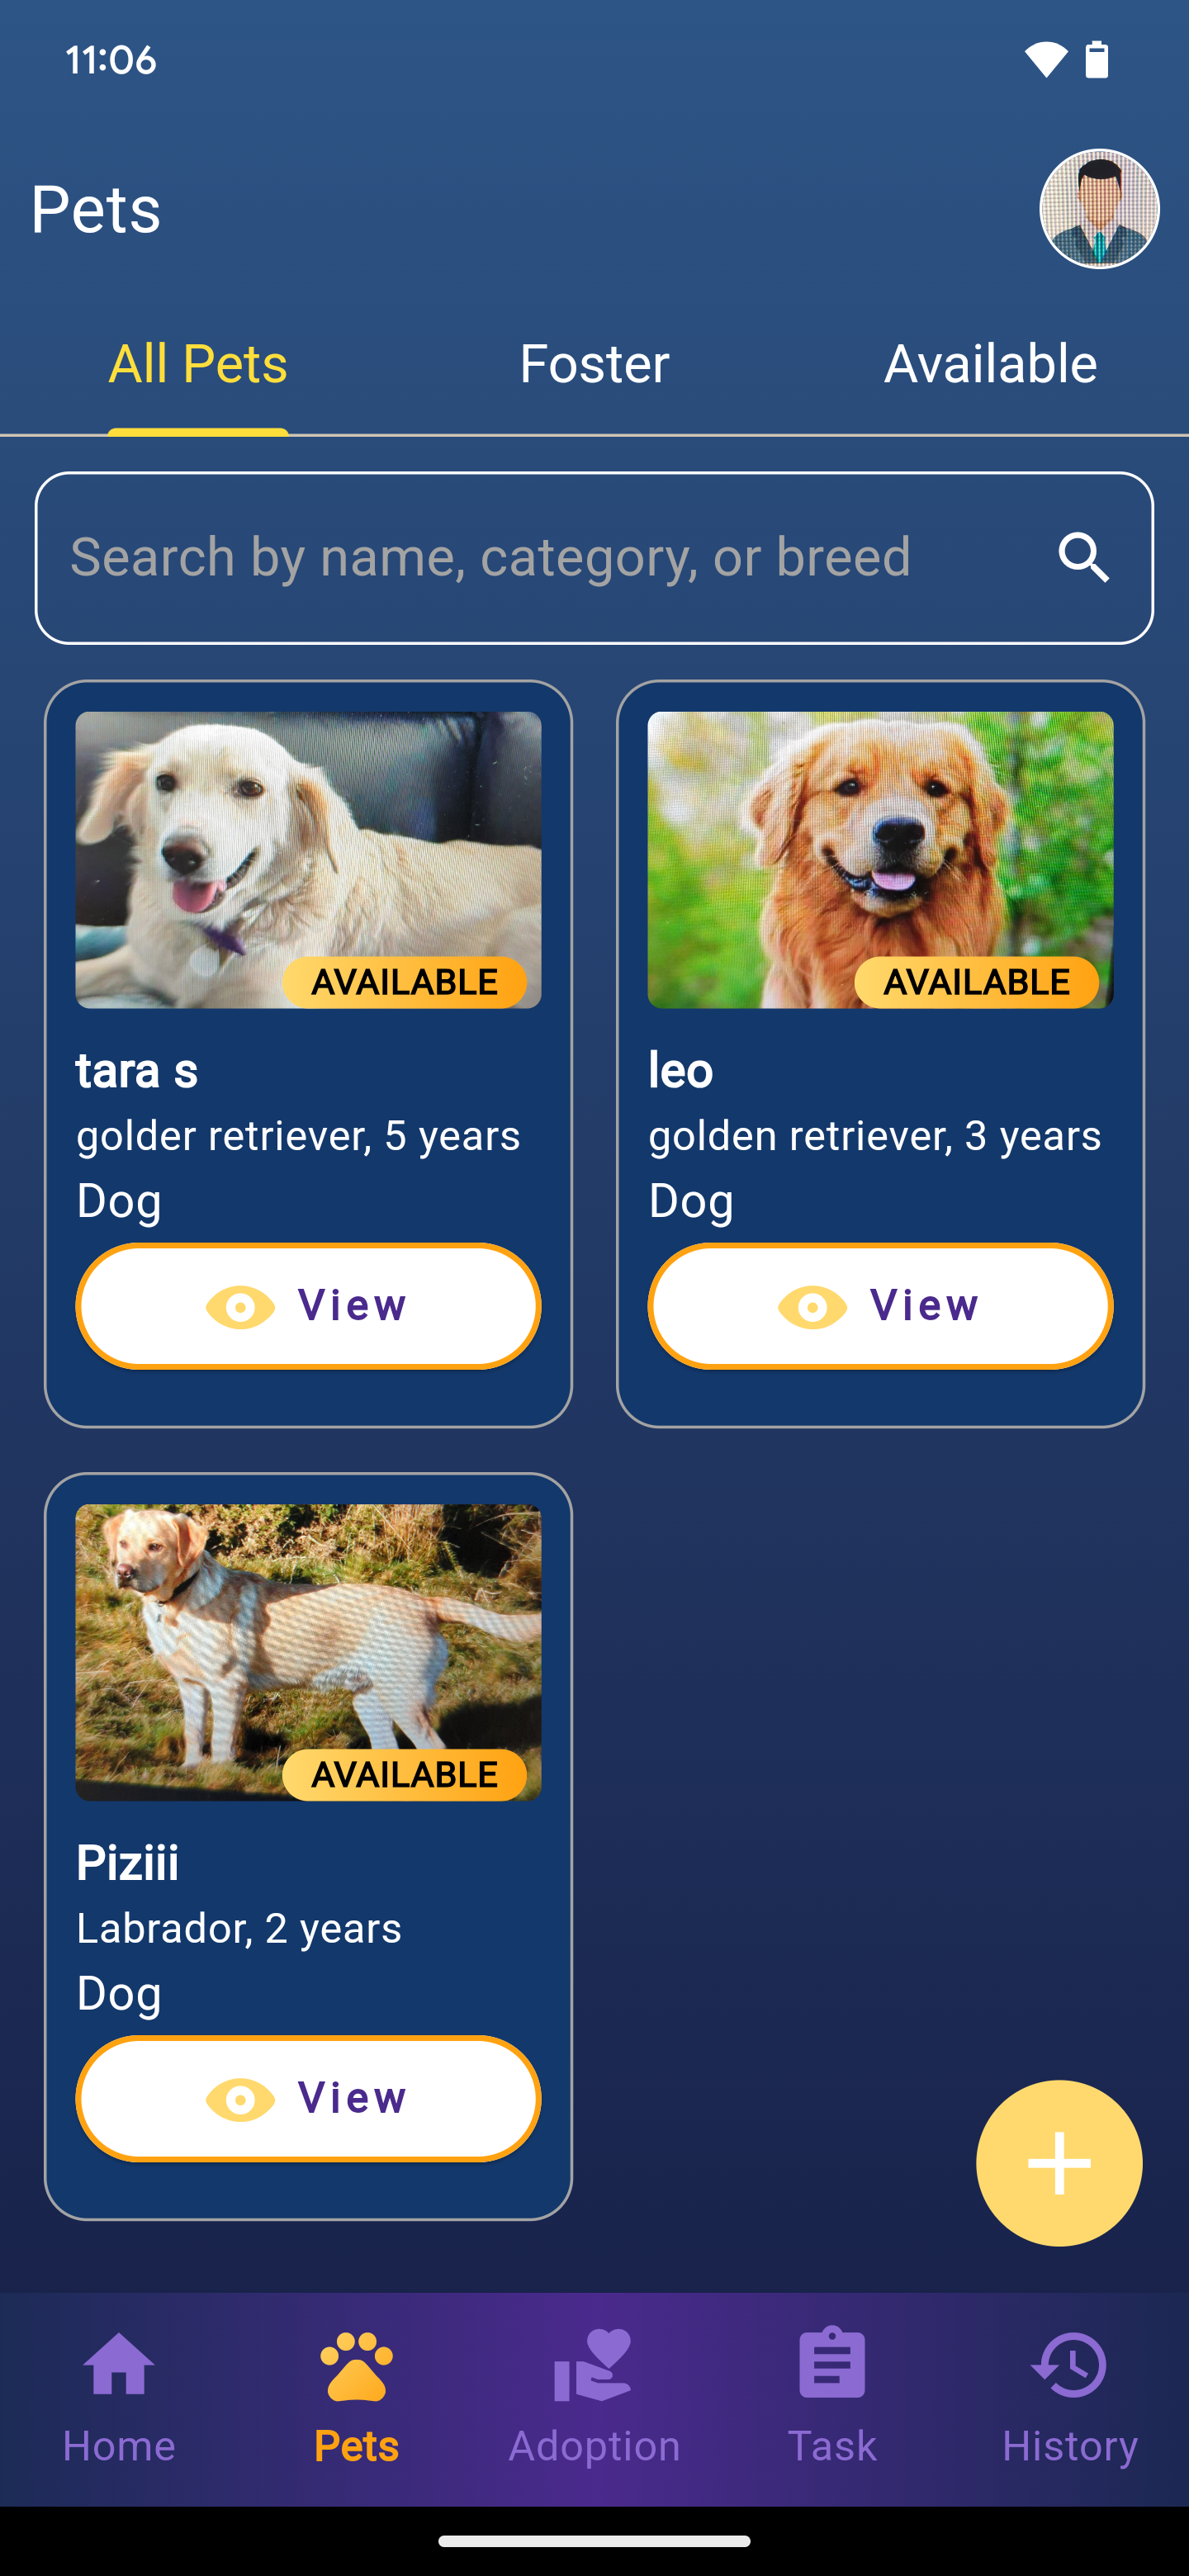 11:06
Pets
All Pets
Foster
Available
Search by name, category, or breed
AVAILABLE
tara s
golder retriever, 5 years
Dog
View
AVAILABLE
leo
golden retriever, 3 years
Dog
View
AVAILABLE
Piziii
Labrador, 2 years
Dog
View
Home
Pets
Adoption
Task
History